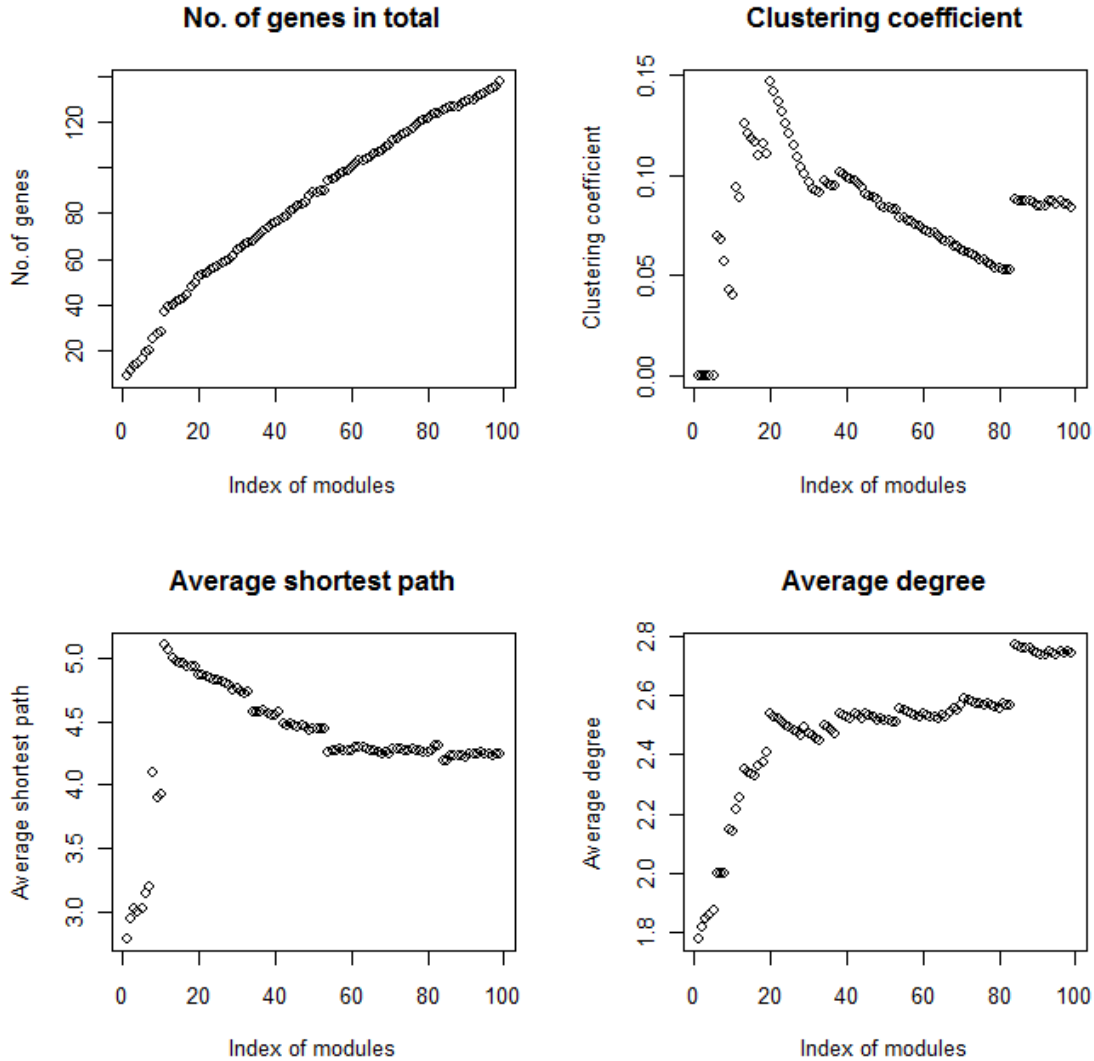 No. of genes in total
No.of genes
120
80
60
40
20
0 20 40 60 80 100
Index of modules
Clustering coefficient
Clustering coefficient
0.15
0.10
0.05
0.00
0 20 40 60 80 100
Index of modules
Average shortest path
Average shortest path
5.0
4.5
4.0
3.5
3.0
0 20 40 60 80 100
Index of modules
Average degree
Average degree
2.8
2.6
2.4
2.2
2.0
1.8
0 20 40 60 80 100
Index of modules